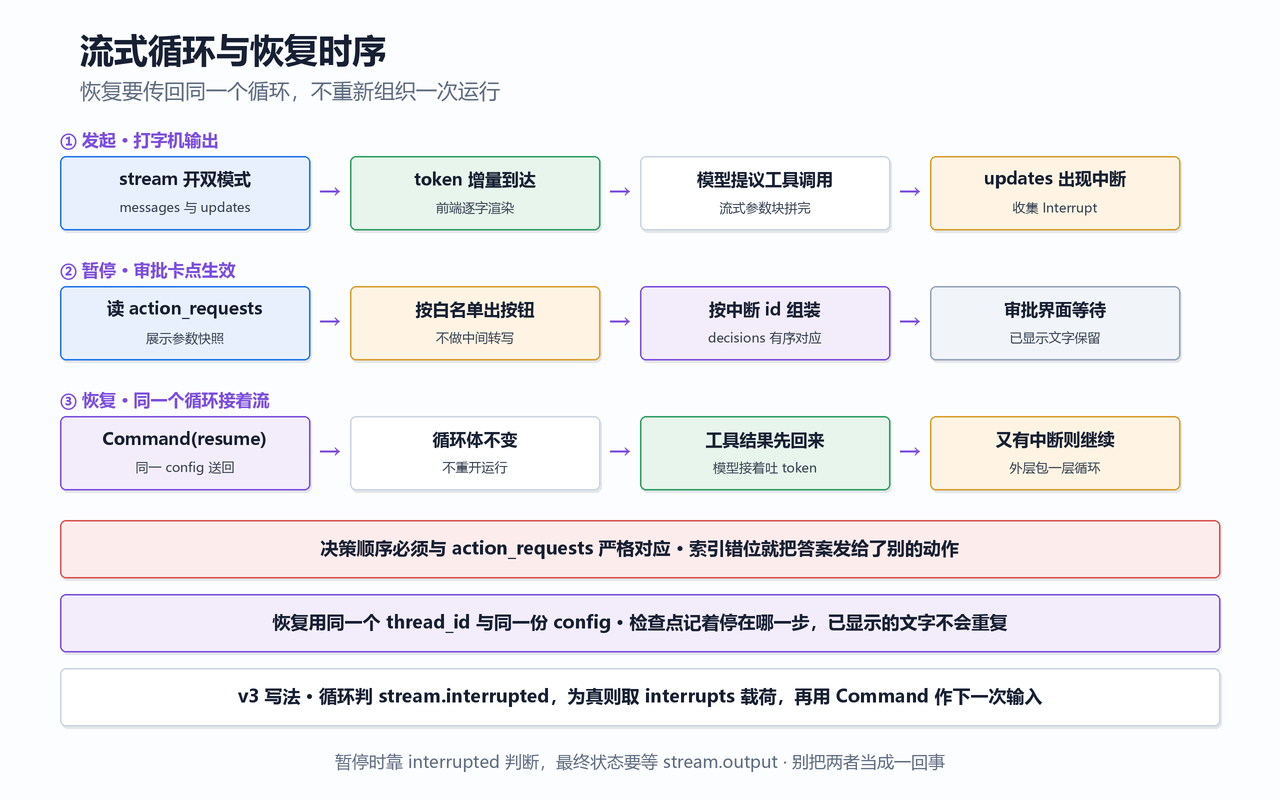 流式循环与恢复时序
恢复要传回同一个循环，不重新组织一次运行
① 发起 • 打字机输出
stream 开双模式
messages 与 updates
→
token 增量到达
前端逐字渲染
→
模型提议工具调用
流式参数块拼完
→
updates 出现中断
收集 Interrupt
② 暂停 • 审批卡点生效
读 action_requests
展示参数快照
→
按白名单出按钮
不做中间转写
→
按中断 id 组装
decisions 有序对应
→
审批界面等待
已显示文字保留
③ 恢复 • 同一个循环接着流
Command(resume)
同一 config 送回
→
循环体不变
不重开运行
→
工具结果先回来
模型接着吐 token
→
又有中断则继续
外层包一层循环
决策顺序必须与 action_requests 严格对应 • 索引错位就把答案发给了别的动作
恢复用同一个 thread_id 与同一份 config • 检查点记着停在哪一步，已显示的文字不会重复
v3 写法 • 循环判 stream.interrupted，为真则取 interrupts 载荷，再用 Command 作下一次输入
暂停时靠 interrupted 判断，最终状态要等 stream.output · 别把两者当成一回事